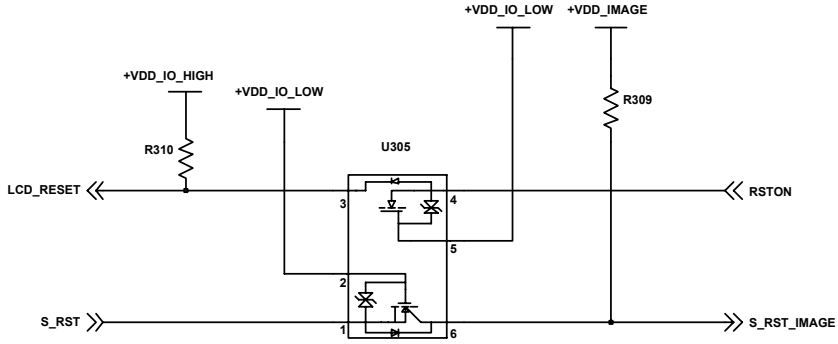 +VDD_IO_LOW +VDD_IMAGE
+VDD_IO_HIGH
+VDD_IO_LOW
R309
R310
U305
LCD_RESET
3
4
RSTON
5
2
S_RST
1
6
S_RST_IMAGE